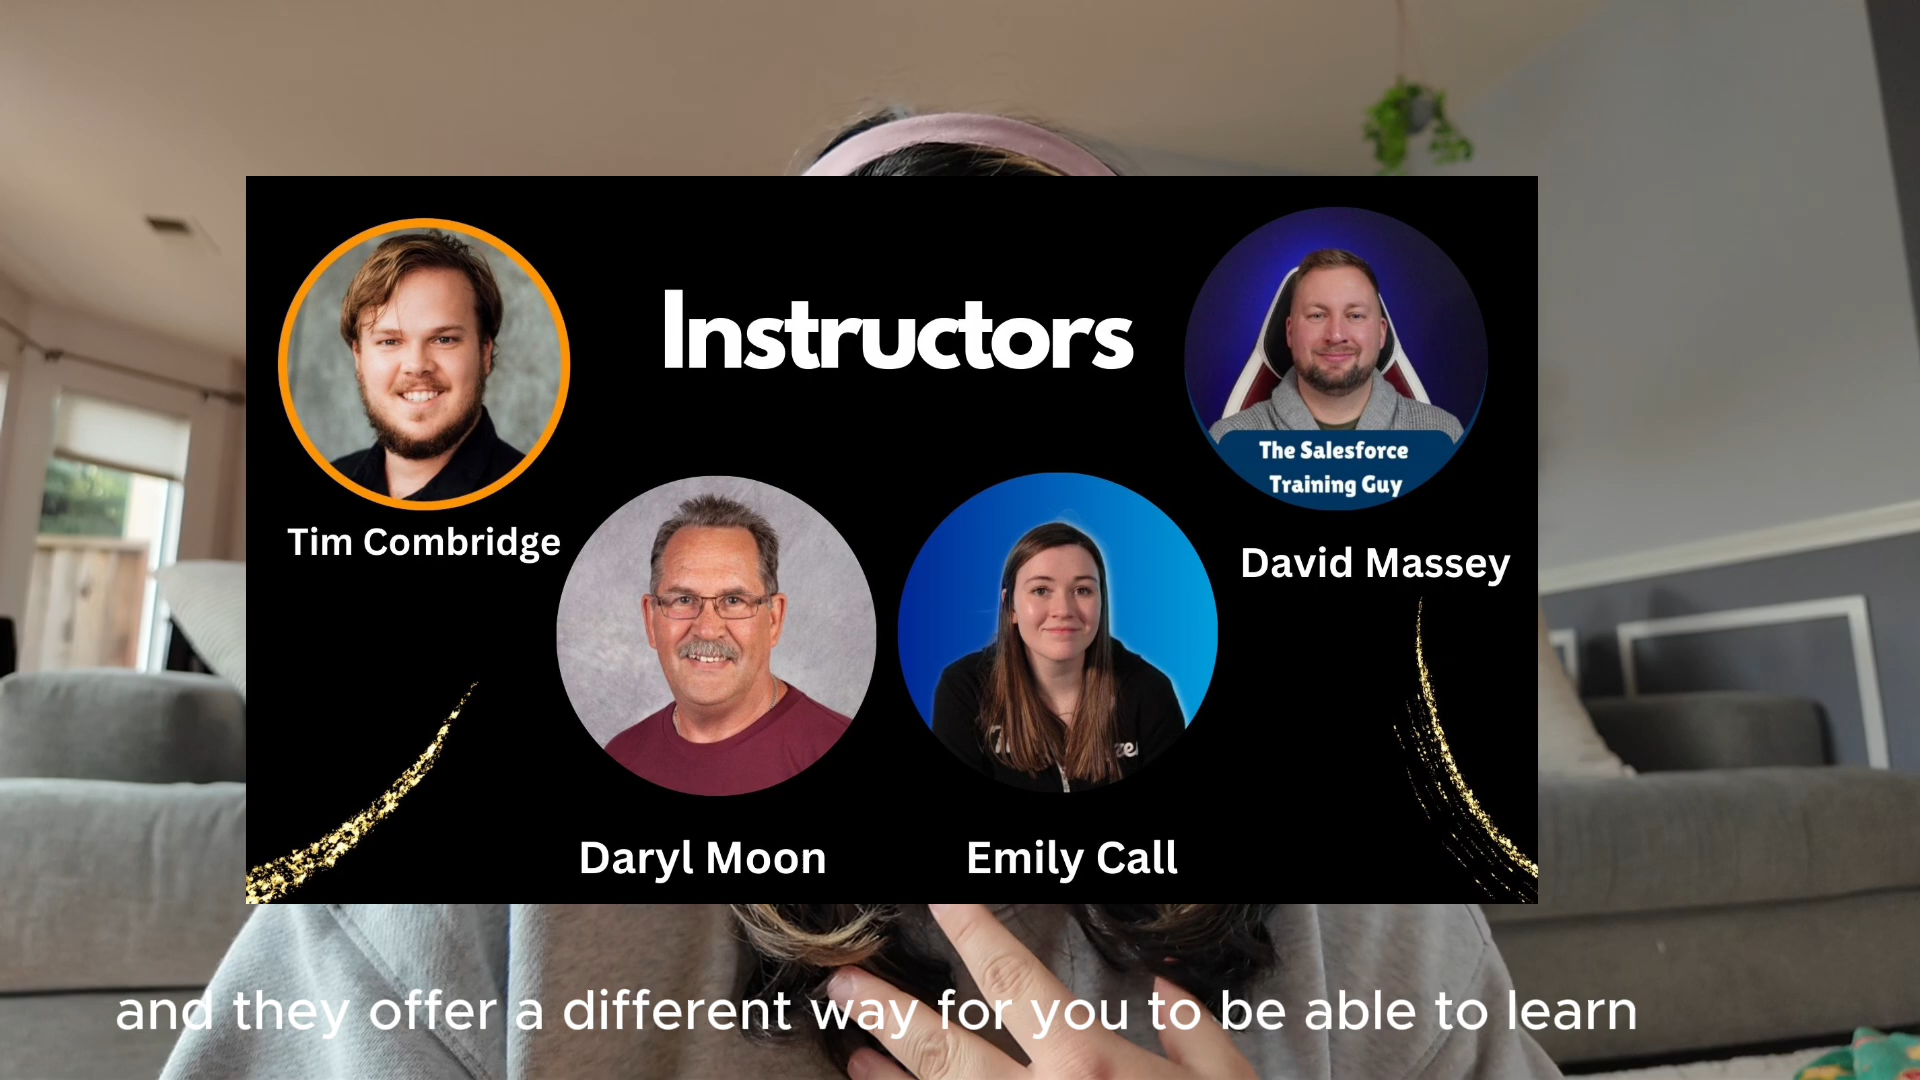 Instructors
The Salesforce
Training Guy
Tim Combridge
David Massey
Daryl Moon
Emily Call
and they offer a different way for you to be able to learn